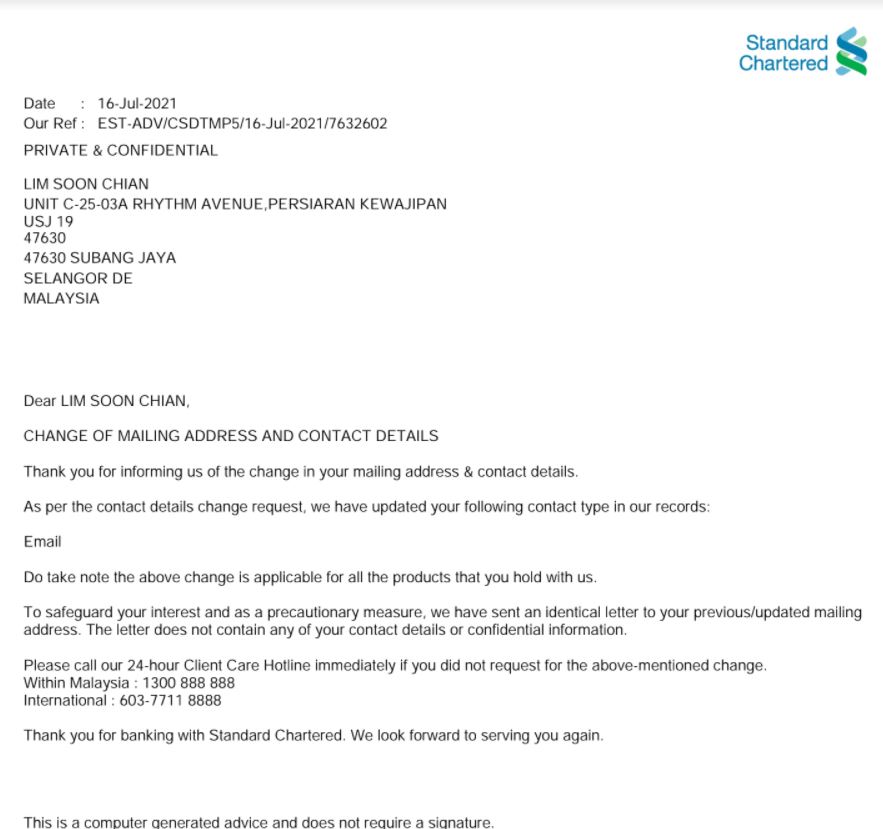 Standard
Chartered
Date : 16-Jul-2021
Our Ref : EST-ADV/CSDTMP5/16-Jul-2021/7632602
PRIVATE & CONFIDENTIAL
LIM SOON CHIAN
UNIT C-25-03A RHYTHM AVENUE,PERSIARAN KEWAJIPAN
USJ 19
47630
47630 SUBANG JAYA
SELANGOR DE
MALAYSIA
Dear LIM SOON CHIAN,
CHANGE OF MAILING ADDRESS AND CONTACT DETAILS
Thank you for informing us of the change in your mailing address & contact details.
As per the contact details change request, we have updated your following contact type in our records:
Email
Do take note the above change is applicable for all the products that you hold with us.
To safeguard your interest and as a precautionary measure, we have sent an identical letter to your previous/updated mailing
address. The letter does not contain any of your contact details or confidential information.
Please call our 24-hour Client Care Hotline immediately if you did not request for the above-mentioned change.
Within Malaysia : 1300 888 888
International : 603-7711 8888
Thank you for banking with Standard Chartered. We look forward to serving you again.
This is a computer generated advice and does not require a signature.